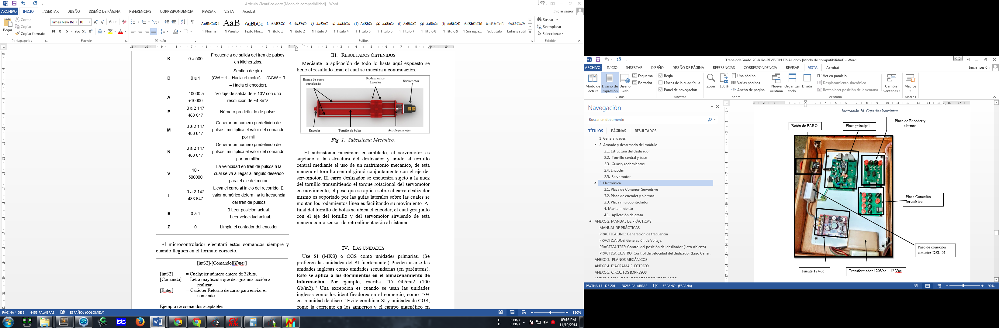 Artículo Científico.docx [Modo de compatibilidad] - Word
ARCHIVO INICIO INSERTAR DISEÑO DISEÑO DE PÁGINA REFERENCIAS CORRESPONDENCIA REVISAR VISTA Acrobat
Iniciar sesión
Pegar
Cortar
Copiar
Copiar formato
Portapapeles
Times New Ro 10
Fuente
Párrafo
AaBbCcDc ¶ Normal
AaB ¶ Puesto
AaBbCc Texto Nor...
¶ Título 1
¶ Título 2
¶ Título 3
¶ Título 4
¶ Título 5
¶ Título 6
¶ Título 7
¶ Título 8
¶ Título 9
¶ Sin espa...
Subtítulo
Énfasis sutil
Estilos
Buscar
Reemplazar
Seleccionar
Edición
K 0 a 500 Frecuencia de salida del tren de pulsos,
en kilohertzios.
Sentido de giro:
D 0 a 1 (CW = 1 – Hacia el motor). (CCW = 0
– Hacia el encoder).
A -10000 a Voltaje de salida de +-10V con una
+10000 resolución de ~4.8mV.
P 0 a 2 147
483 647 Número predefinido de pulsos
M 0 a 2 147
483 647
Generar un número predefinido de
pulsos, multiplica el valor del comando
por mil
N 0 a 2 147
483 647
Generar un número predefinido de
pulsos, multiplica el valor del comando
por un millón
V 10 -
500000
La velocidad en tren de pulsos a la
cual se va a llegar al ángulo deseado
para el eje del motor.
I 0 a 2 147
483 647
Lleva el carro al inicio del recorrido. El
valor numérico determina la frecuencia
del tren de pulsos
E 0 a 1
0 Leer posición actual.
1 Leer velocidad actual.
Z 0 Limpia el contador del encoder
El microcontrolador ejecutará estos comandos siempre y
cuando lleguen en el formato correcto.
[int32]-[Comando][Enter]
[int32] = Cualquier número entero de 32bits.
[Comando] = Letra mayúscula que designa una acción a
realizar.
[Enter] = Carácter Retorno de carro para enviar el
comando.
Ejemplo de comandos aceptables:
III. RESULTADOS OBTENIDOS
Mediante la aplicación de todo lo hasta aquí expuesto se
tiene el resultado final el cual se muestra a continuación.
Barras de acero
rectificado
Rodamientos
Lineales
Servomotor
Encoder
Tornillo de bolas
Acople para ejes
Fig. 1. Subsistema Mecánico.
El subsistema mecánico ensamblado, el servomotor es
sujetado a la estructura del deslizador y unido al tornillo
central mediante el uso de un matrimonio mecánico, de esta
manera el tornillo central girará conjuntamente con el eje del
servomotor. El carro deslizador se encuentra sujeto a la nuez
del tornillo transmitiendo el torque rotacional del servomotor
en movimiento, el peso que se aplica sobre el carro deslizador
mismo es soportado por las guías laterales sobre las cuales se
montan los rodamientos lineales facilitando su movimiento. Al
final del tornillo de bolas se ubica el encoder, el cual gira junto
con el eje del tornillo y del servomotor sirviendo de esta
manera como sensor de retroalimentación al sistema.
IV. LAS UNIDADES
Use SI (MKS) o CGS como unidades primarias. (Se
prefieren las unidades del SI fuertemente.) Pueden usarse las
unidades inglesas como unidades secundarias (en paréntesis).
Esto se aplica a los documentos en el almacenamiento de
información. Por ejemplo, escriba “15 Gb/cm2 (100
Gb/in2).” Una excepción es cuando se usan las unidades
inglesas como los identificadores en el comercio, como “3½
en la unidad de disco.” Evite combinar SI y unidades de CGS,
como la corriente en los amperios y el campo magnético en
PÁGINA 4 DE 8 4455 PALABRAS ESPAÑOL (COLOMBIA) 130%
U: 0 kB/s
D: 0 kB/s
09:16 PM
11/10/2014
TrabajodeGrado_20-Julio-REVISION FINAL.docx [Modo de compatibilidad] - Word
ARCHIVO INICIO INSERTAR DISEÑO DISEÑO DE PÁGINA REFERENCIAS CORRESPONDENCIA REVISAR VISTA Acrobat
Iniciar sesión
Modo de lectura
Diseño de impresión
Diseño web
Esquema
Borrador
Vistas
Regla
Líneas de la cuadrícula
Panel de navegación
Mostrar
Zoom
100%
Una página
Varias páginas
Ancho de página
Zoom
Nueva ventana
Organizar todo
Dividir
Ver en paralelo
Desplazamiento sincrónico
Restablecer posición de la ventana
Ventana
Cambiar ventanas
Macros
Macros
Navegación
Buscar en documento
TÍTULOS PÁGINAS RESULTADOS
1. Generalidades
2. Armado y desarmado del módulo
2.1. Estructura del deslizador
2.2. Tornillo central y base
2.3. Guías y rodamientos
2.4. Encoder
2.5. Servomotor
3. Electrónica
3.1. Placa de Conexión Servodrive
3.2. Placa de encoder y alarmas
3.3. Placa microcontrolador
4. Mantenimiento
4.1. Aplicación de grasa
ANEXO 2. MANUAL DE PRÁCTICAS
MANUAL DE PRÁCTICAS
PRACTICA UNO: Generación de frecuencia
PRACTICA DOS: Generación de Voltaje.
PRACTICA TRES: Control del posición del deslizador (Lazo Abierto)
PRACTICA CUATRO: Control de velocidad del deslizador (Lazo Cerra...
ANEXO 3. PLANOS MECÁNICOS
ANEXO 4. DIAGRAMA ELÉCTRICO
ANEXO 5. CIRCUITOS IMPRESOS
ANEXO 6. HOJA DE DATOS MICROCONTROLADOR
Ilustración 16. Caja de electrónica.
Botón de PARO
Placa principal
Placa de Encoder y
alarmas
Placa Conexión
servodrive
Paso de conexión
conector DZL-01
Fuente 12Vdc
Transformador 120Vac – 12 Vac
PÁGINA 151 DE 201 28265 PALABRAS ESPAÑOL (ESPAÑA) 90%